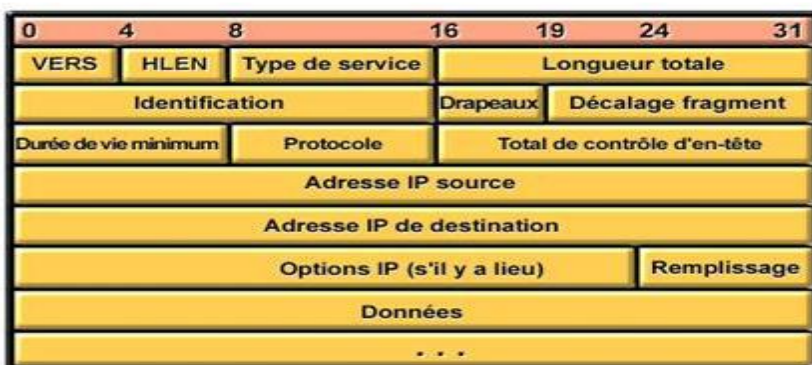 0 4 8 16 19 24 31
VERS HLEN Type de service Longueur totale
Identification Drapeaux Décalage fragment
Durée de vie minimum Protocole Total de contrôle d'en-tête
Adresse IP source
Adresse IP de destination
Options IP (s'il y a lieu) Remplissage
Données
. . .